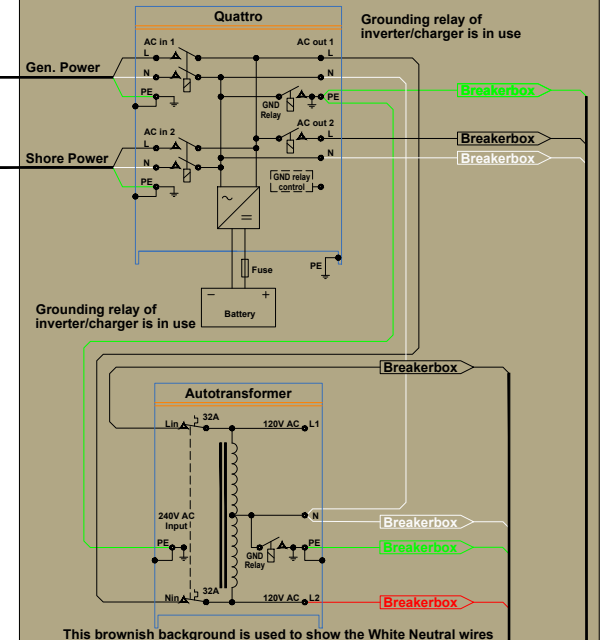 Quattro
Grounding relay of
inverter/charger is in use
AC in 1
AC out 1
L
L
Gen. Power
N
N
PE
PE
Breakerbox
GND
Relay
AC out 2
AC in 2
L
L
Breakerbox
Shore Power
N
N
Breakerbox
PE
GND relay
control
~
=
PE
Fuse
− +
Battery
Grounding relay of
inverter/charger is in use
Breakerbox
Autotransformer
32A
Lin
120V AC
L1
240V AC
Input
N
Breakerbox
PE
PE
Breakerbox
GND
Relay
32A
Nin
120V AC
L2
Breakerbox
This brownish background is used to show the White Neutral wires